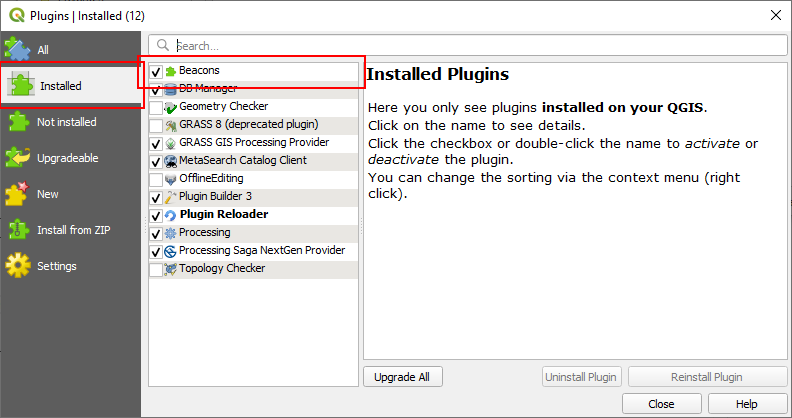 Plugins | Installed (12)
All
Installed
Not installed
Upgradeable
New
Install from ZIP
Settings
Search...
Beacons
DB Manager
Geometry Checker
GRASS 8 (deprecated plugin)
GRASS GIS Processing Provider
MetaSearch Catalog Client
OfflineEditing
Plugin Builder 3
Plugin Reloader
Processing
Processing Saga NextGen Provider
Topology Checker
Installed Plugins
Here you only see plugins installed on your QGIS.
Click on the name to see details.
Click the checkbox or double-click the name to activate or
deactivate the plugin.
You can change the sorting via the context menu (right
click).
Upgrade All
Uninstall Plugin
Reinstall Plugin
Close
Help